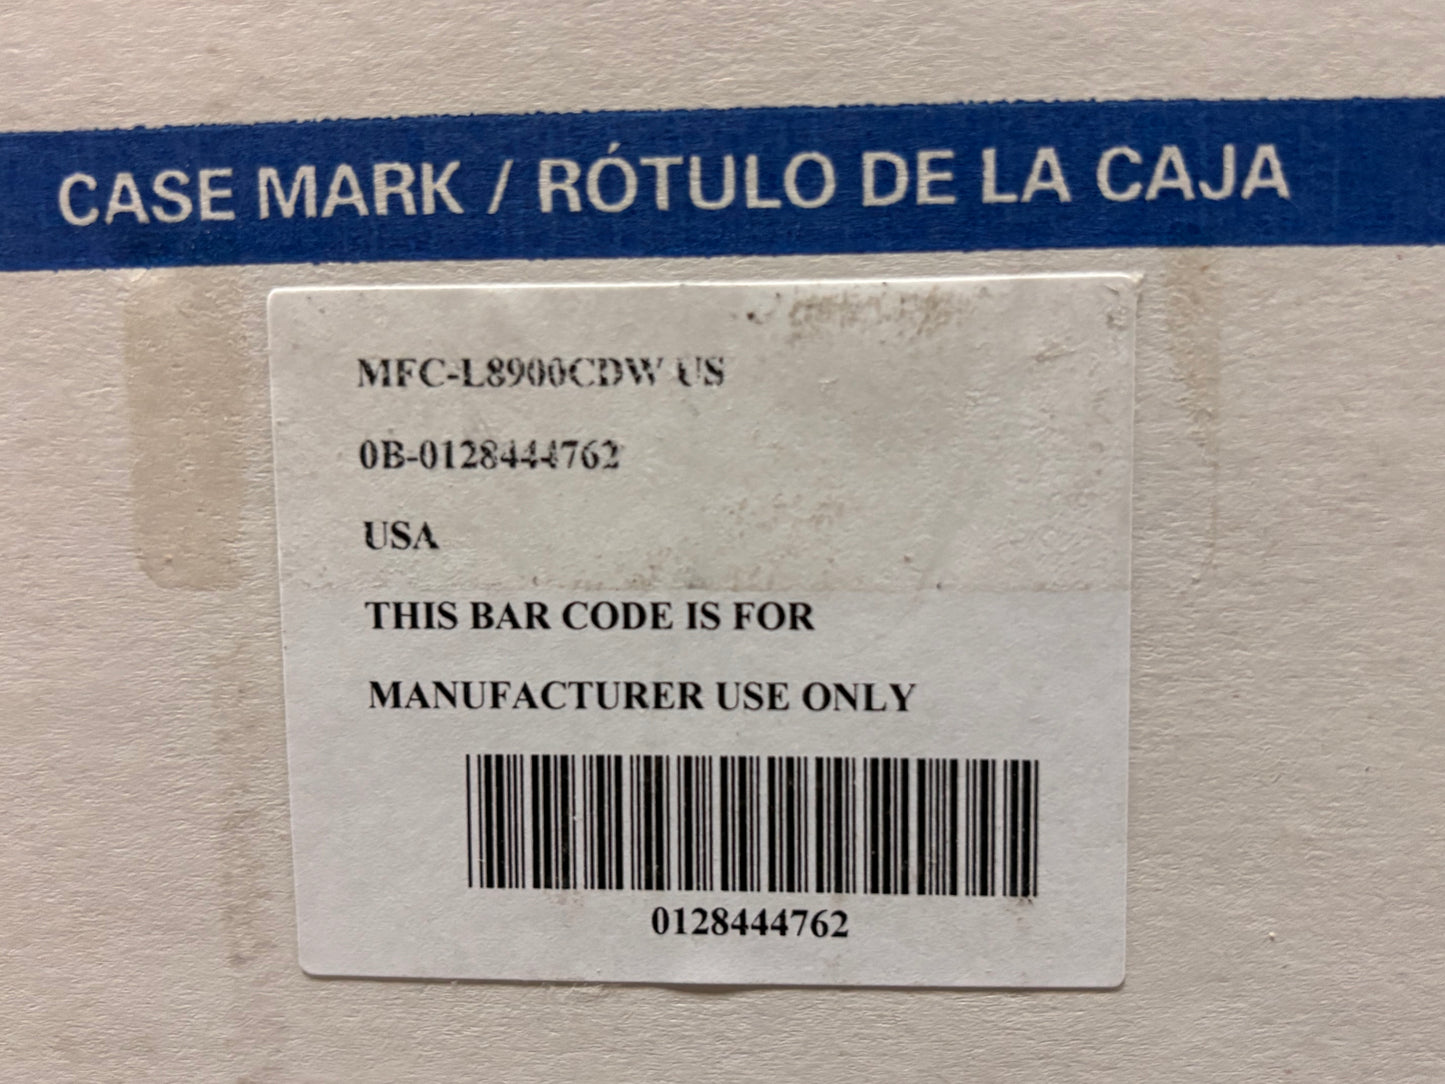 CASE MARK / RÓTULO DE LA CAJA
MFC-L8900CDW US
0B-0128444762
USA
THIS BAR CODE IS FOR
MANUFACTURER USE ONLY
0128444762